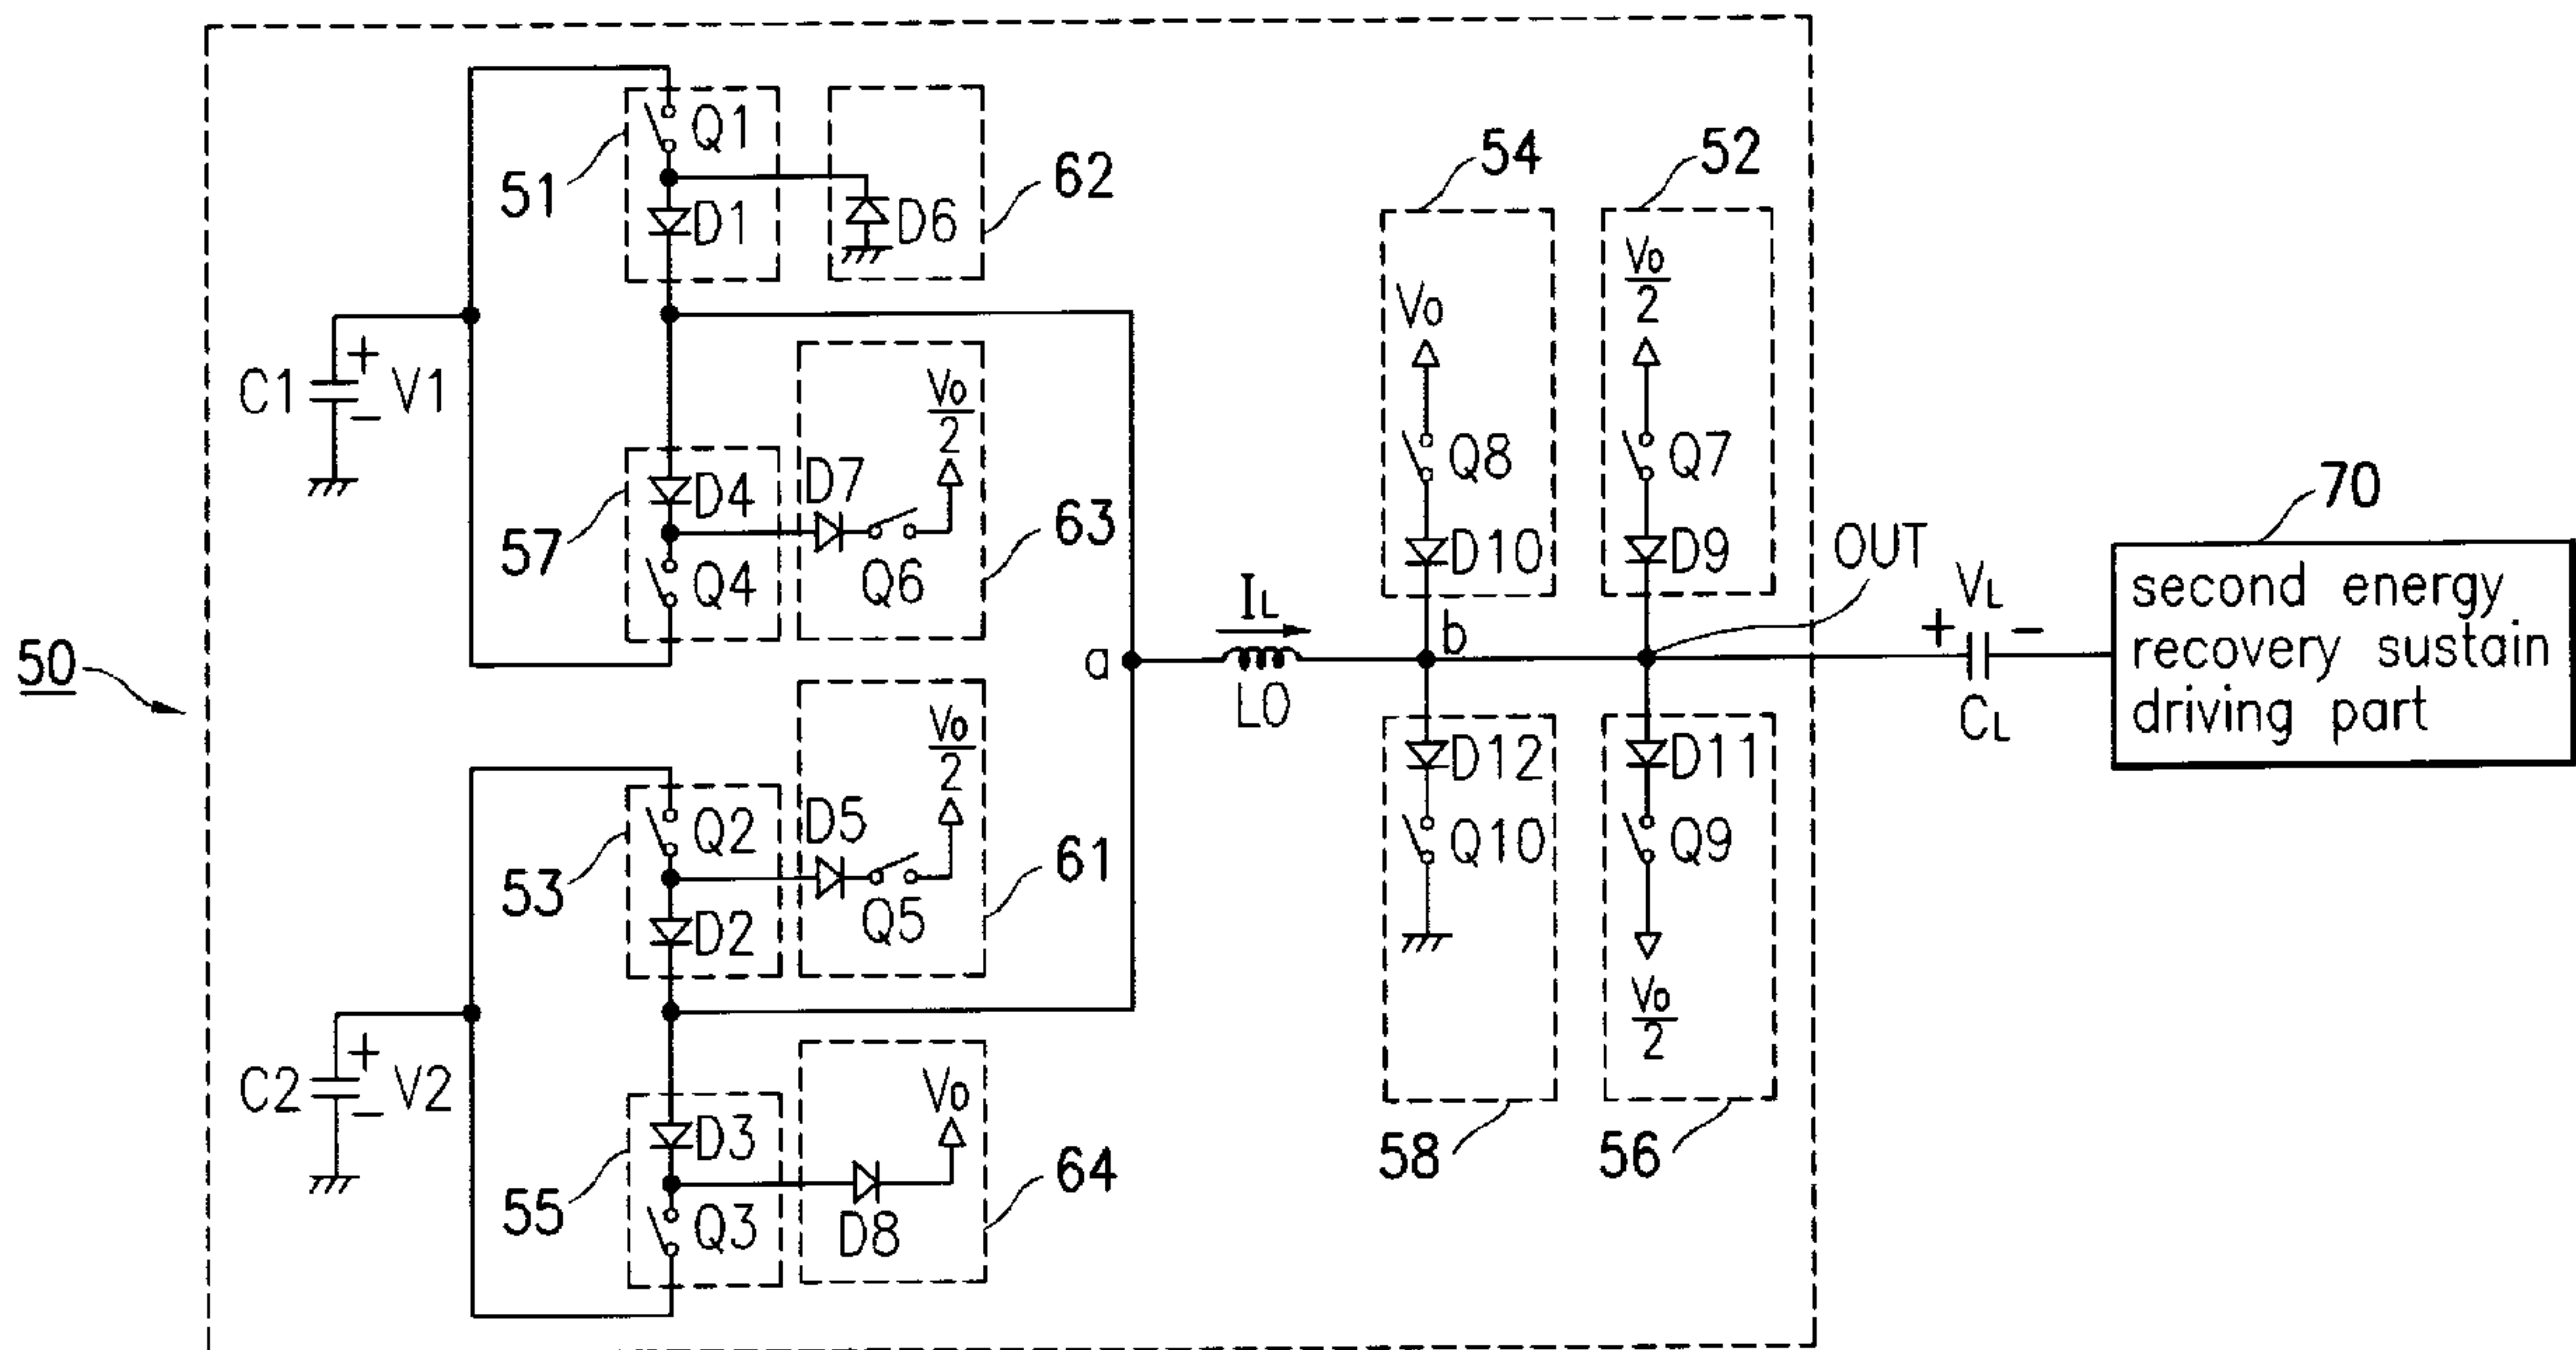 50
C1
+
V1
-
51
Q1
D1
62
D6
57
D4
Q4
63
D7
Q6
V0
2
53
Q2
D2
61
D5
Q5
V0
2
C2
+
V2
-
55
D3
Q3
64
D8
V0
a
IL
L0
b
54
V0
Q8
D10
52
V0
2
Q7
D9
OUT
D12
Q10
58
D11
Q9
V0
2
56
+
VL
-
CL
70
second energy
recovery sustain
driving part